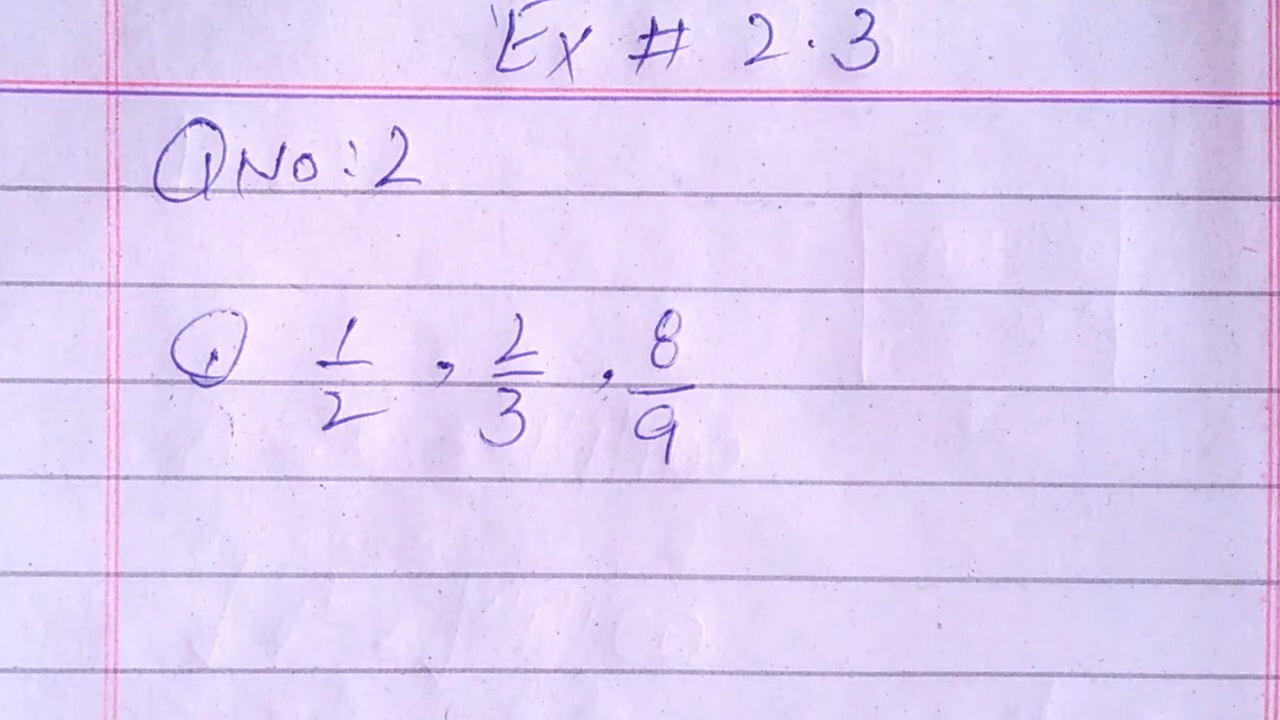 Ex # 2.3
Q No: 2
(i) 1/2 , 2/3 , 8/9